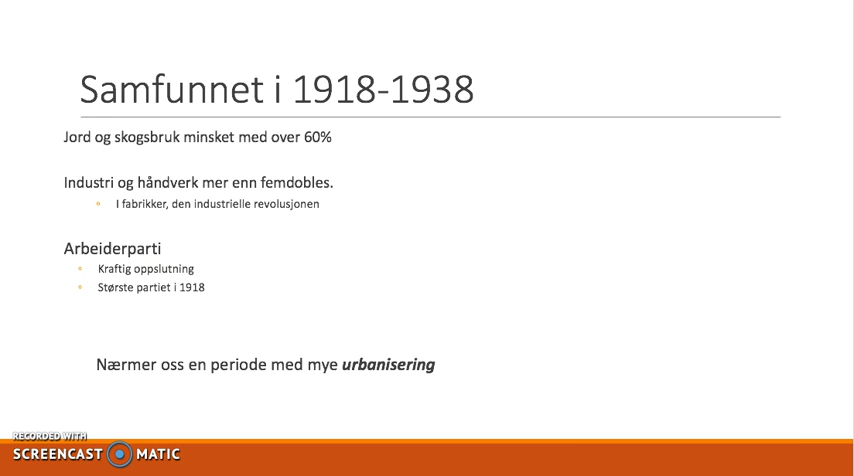 Samfunnet i 1918-1938
Jord og skogsbruk minsket med over 60%
Industri og håndverk mer enn femdobles.
I fabrikker, den industrielle revolusjonen
Arbeiderparti
Kraftig oppslutning
Største partiet i 1918
Nærmer oss en periode med mye urbanisering
RECORDED WITH
SCREENCAST MATIC